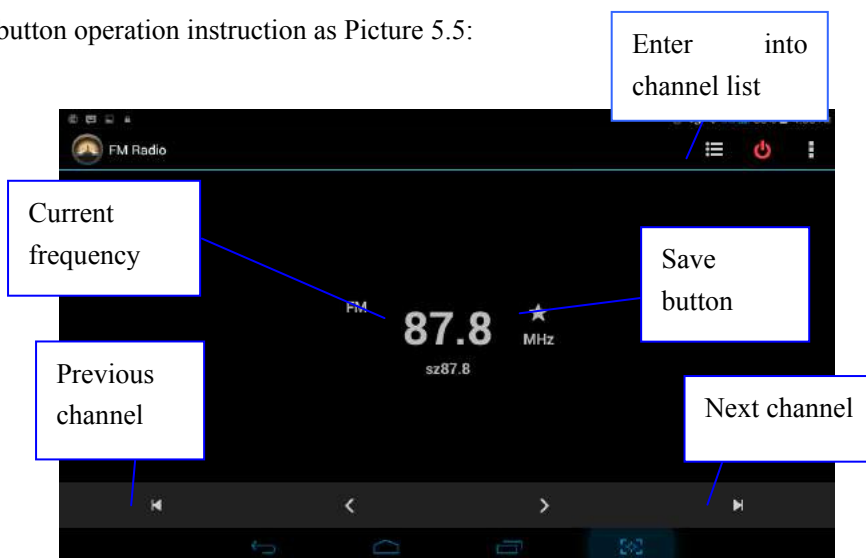 button operation instruction as Picture 5.5:
Enter into
channel list
FM Radio
Current
frequency
Save
button
FM
87.8
MHz
sz87.8
Previous
channel
Next channel